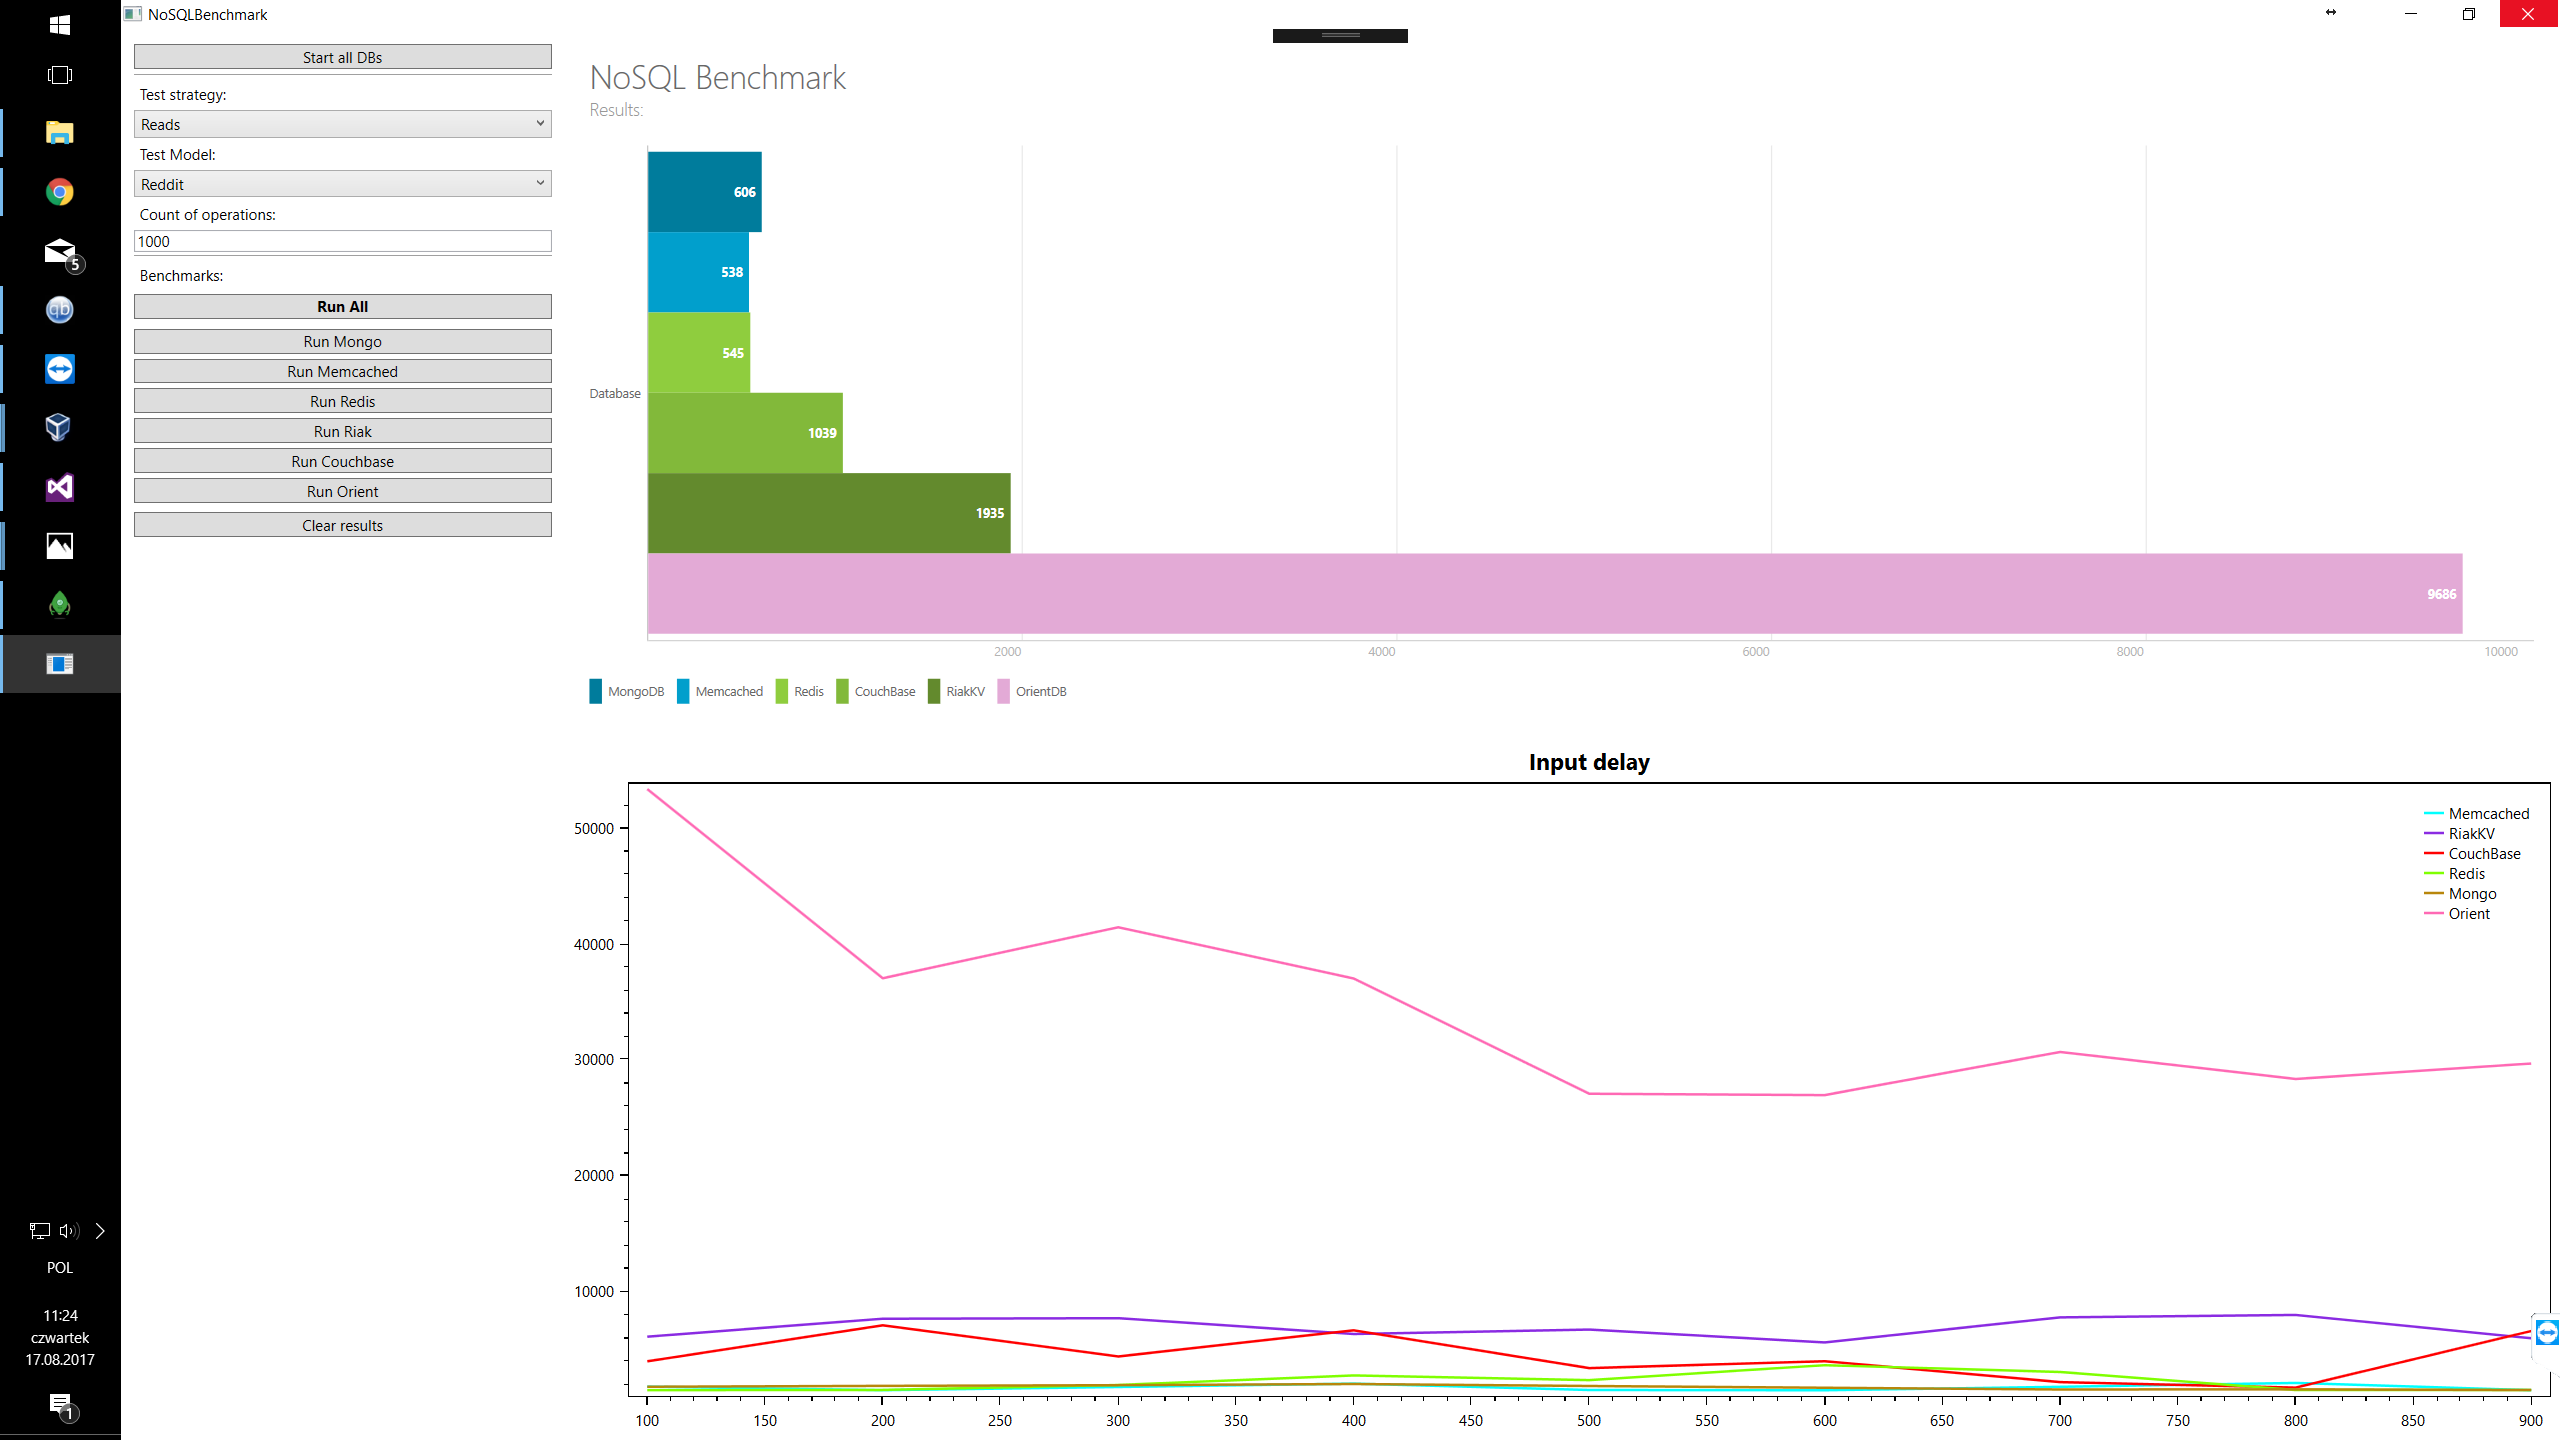 NoSQLBenchmark
Start all DBs
Test strategy:
Reads
Test Model:
Reddit
Count of operations:
1000
Benchmarks:
Run All
Run Mongo
Run Memcached
Run Redis
Run Riak
Run Couchbase
Run Orient
Clear results
5
qb
POL
11:24
czwartek
17.08.2017
1
NoSQL Benchmark
Results:
606
538
545
Database
1039
1935
9686
2000 4000 6000 8000 10000
MongoDB Memcached Redis CouchBase RiakKV OrientDB
Input delay
50000
40000
30000
20000
10000
Memcached
RiakKV
CouchBase
Redis
Mongo
Orient
100 150 200 250 300 350 400 450 500 550 600 650 700 750 800 850 900